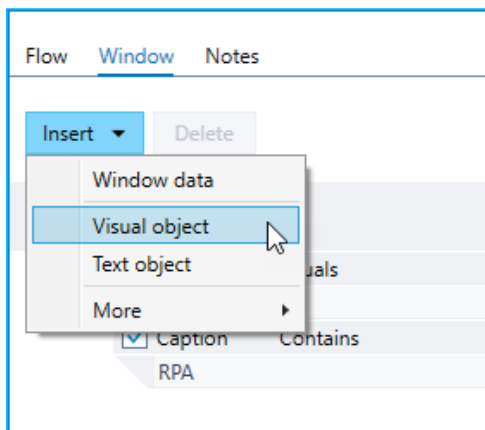 Flow Window Notes
Insert Delete
Window data
Visual object
Text object
uals
More
Caption Contains
RPA